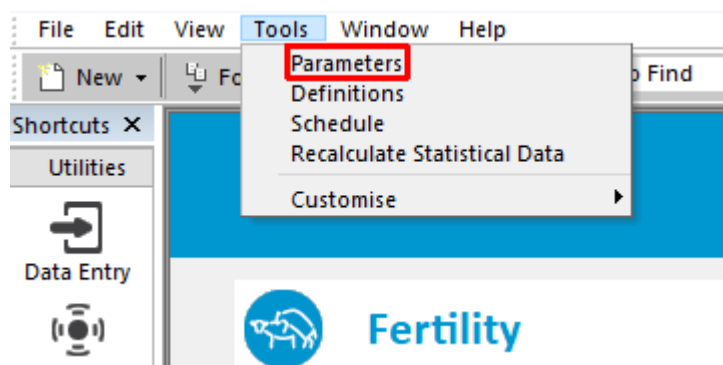 File Edit View Tools Window Help
New Fo
Parameters
o Find
Definitions
Schedule
Recalculate Statistical Data
Customise
Shortcuts
Utilities
Data Entry
Fertility